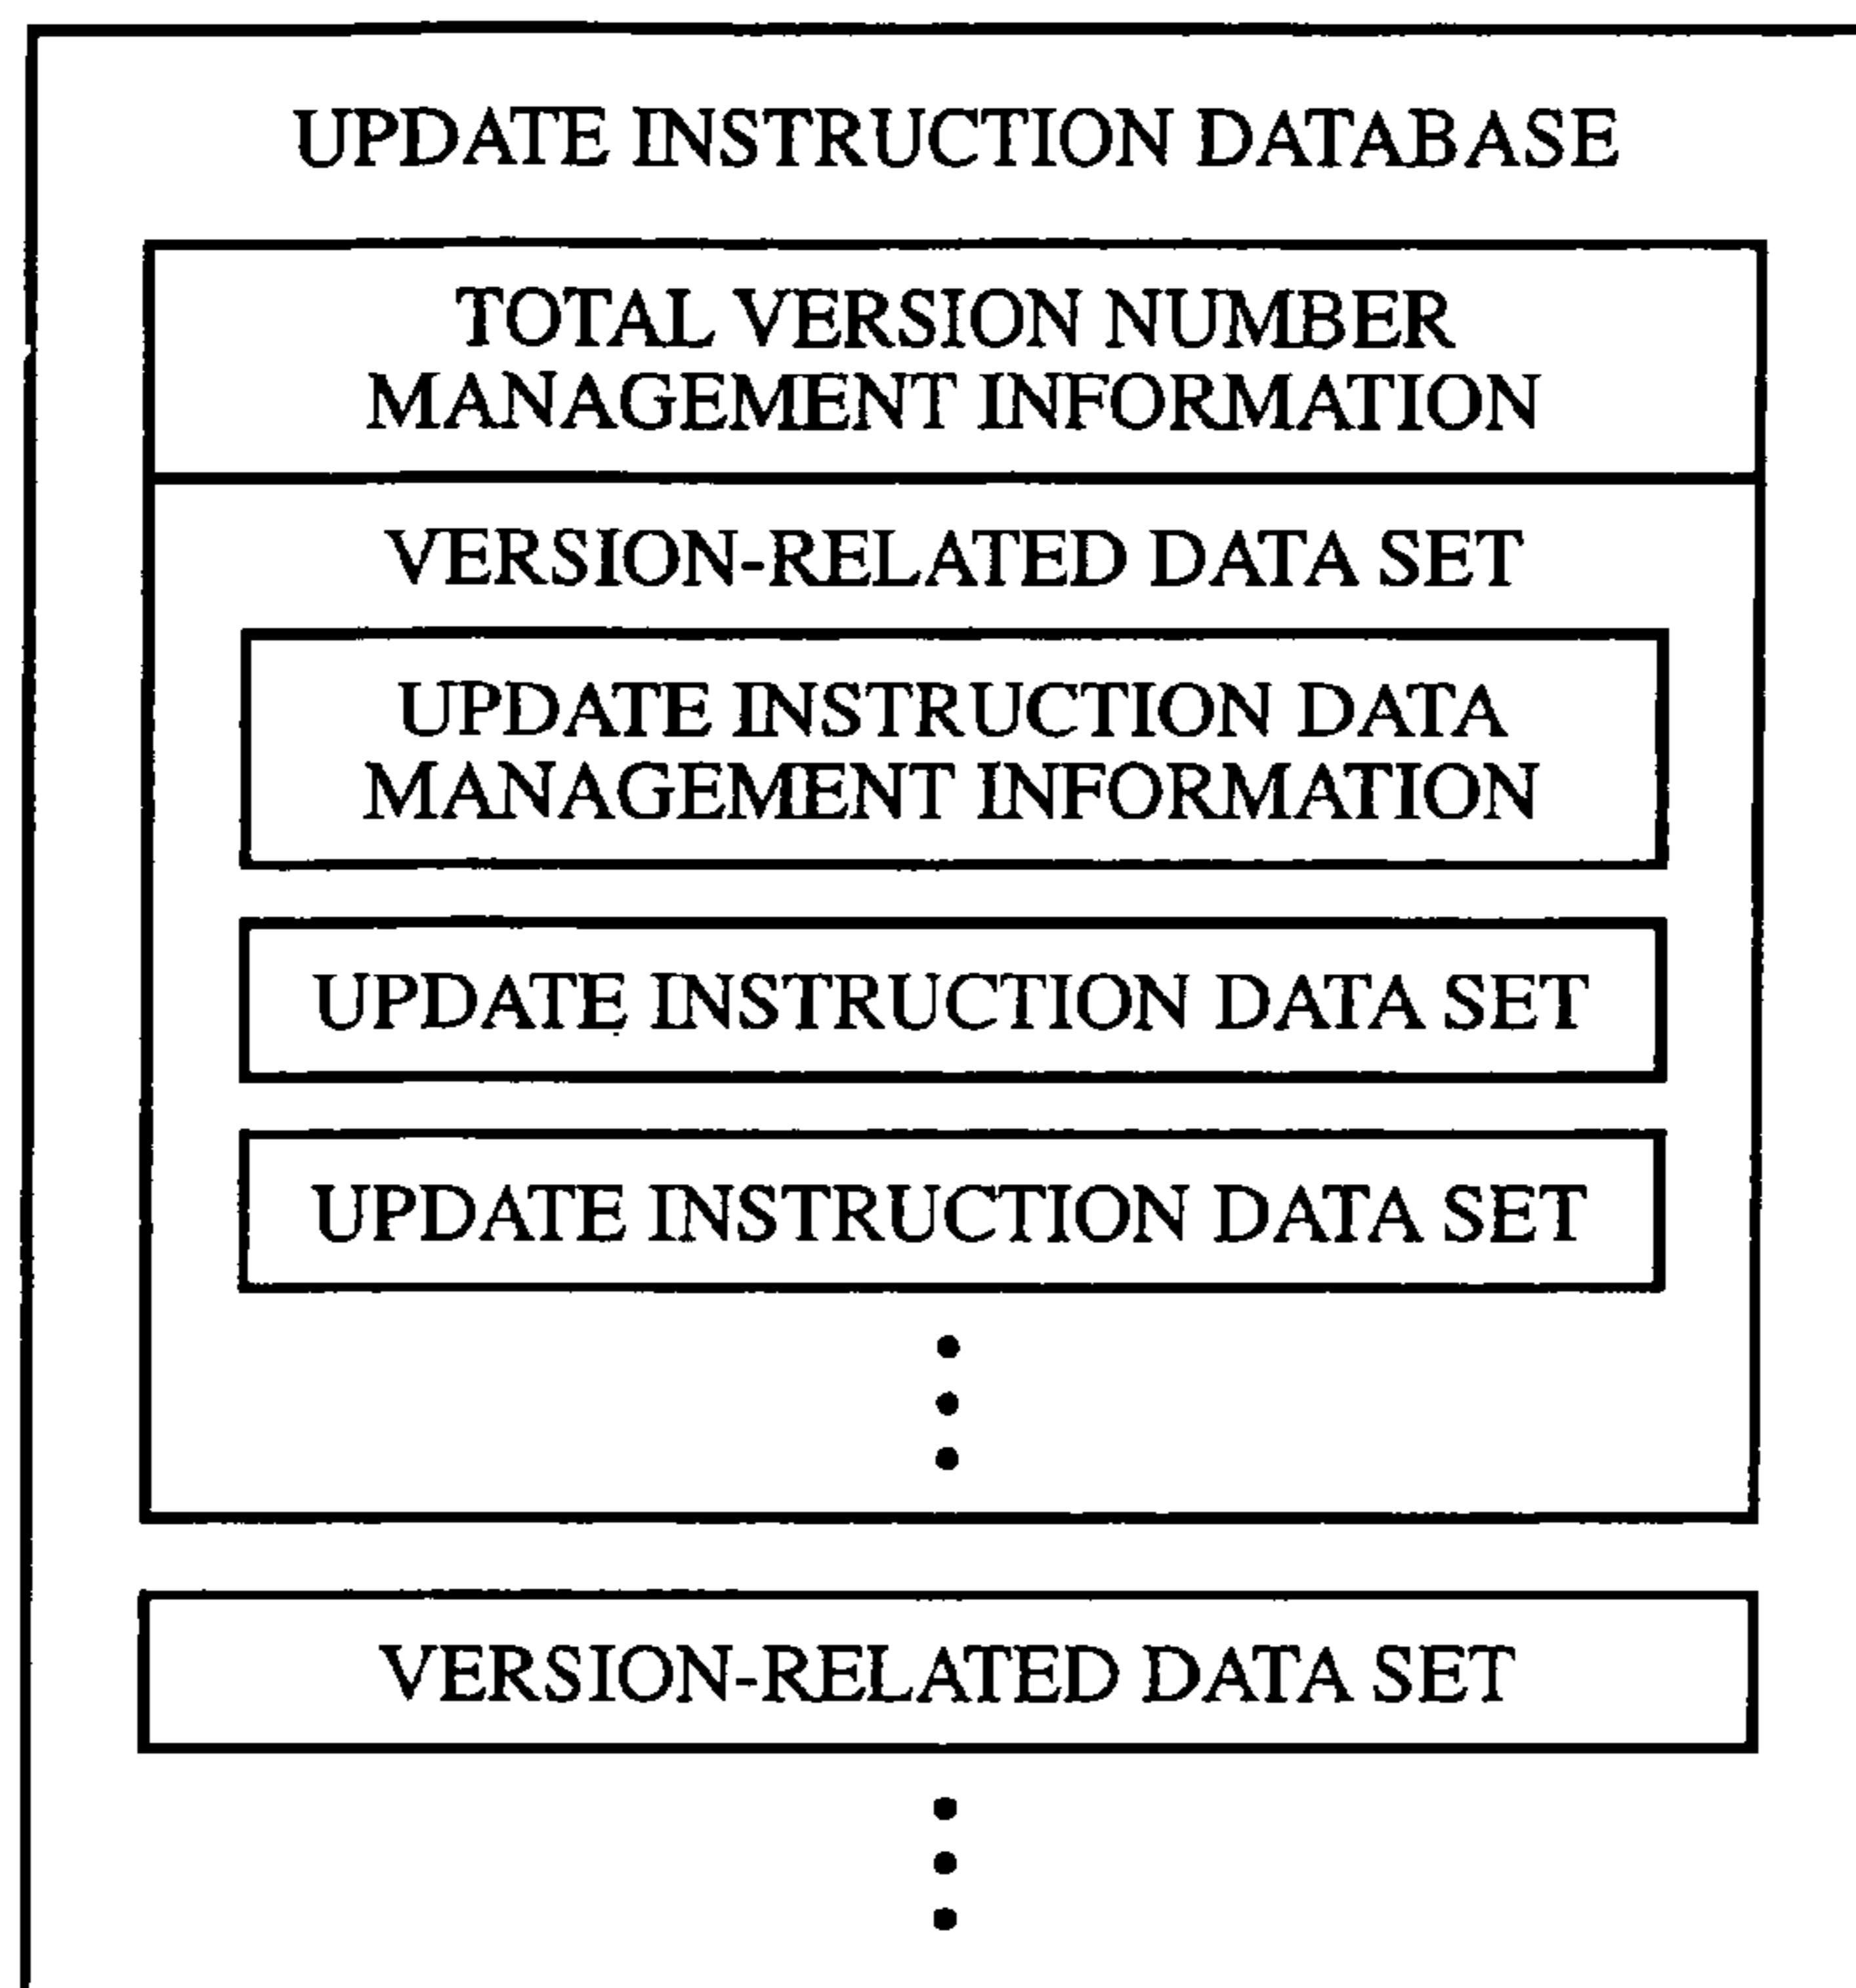 UPDATE INSTRUCTION DATABASE
TOTAL VERSION NUMBER
MANAGEMENT INFORMATION
VERSION-RELATED DATA SET
UPDATE INSTRUCTION DATA
MANAGEMENT INFORMATION
UPDATE INSTRUCTION DATA SET
UPDATE INSTRUCTION DATA SET
VERSION-RELATED DATA SET